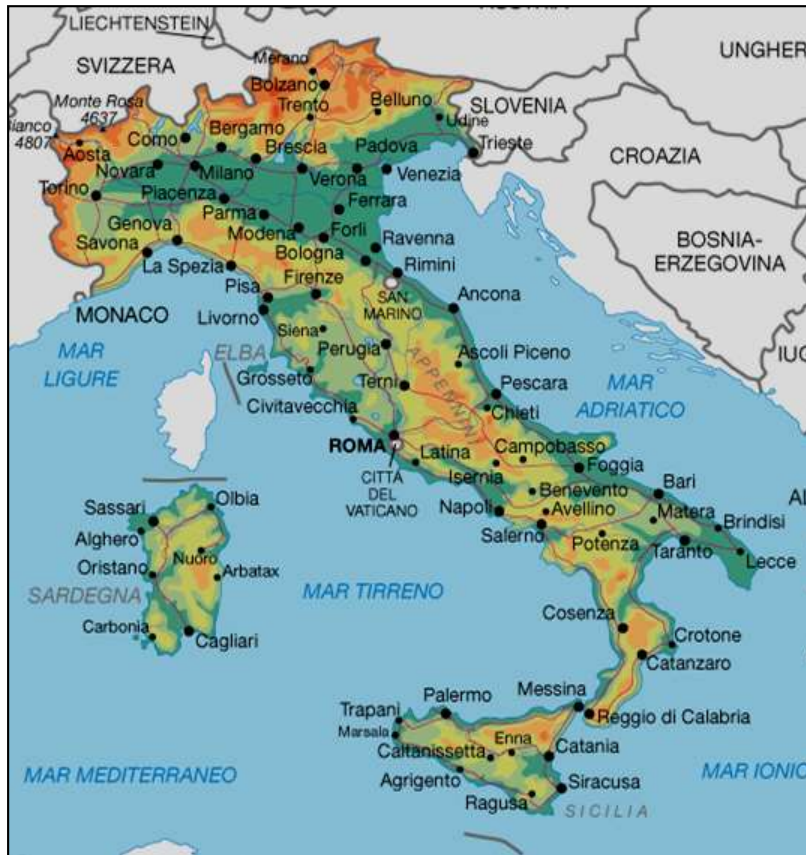 AUSTRIA
LIECHTENSTEIN
UNGHER
SVIZZERA
Merano
ALPI
Bolzano
Monte Rosa
4637
Trento
Belluno
SLOVENIA
Bianco
4807
Como
Bergamo
Udine
Aosta
Brescia
Padova
Trieste
CROAZIA
Novara
Milano
Verona
Venezia
Torino
Piacenza
Ferrara
Parma
Genova
Modena
Forlì
BOSNIA-
ERZEGOVINA
Savona
Bologna
Ravenna
La Spezia
Firenze
Rimini
Pisa
SAN
MARINO
Ancona
MONACO
Livorno
Siena
MAR
LIGURE
ELBA
Perugia
APPENNINI
Ascoli Piceno
IUG
Grosseto
Terni
Pescara
MAR
ADRIATICO
Civitavecchia
Chieti
ROMA
Latina
Campobasso
CITTÀ
DEL
VATICANO
Isernia
Foggia
Sassari
Olbia
Napoli
Benevento
Bari
AL
Avellino
Matera
Brindisi
Alghero
Salerno
Potenza
Taranto
Lecce
Nuoro
Oristano
Arbatax
SARDEGNA
MAR TIRRENO
Carbonia
Cagliari
Cosenza
Crotone
Catanzaro
Messina
Trapani
Palermo
Reggio di Calabria
Marsala
Enna
Caltanissetta
Catania
MAR MEDITERRANEO
Agrigento
Siracusa
MAR IONIO
Ragusa
SICILIA